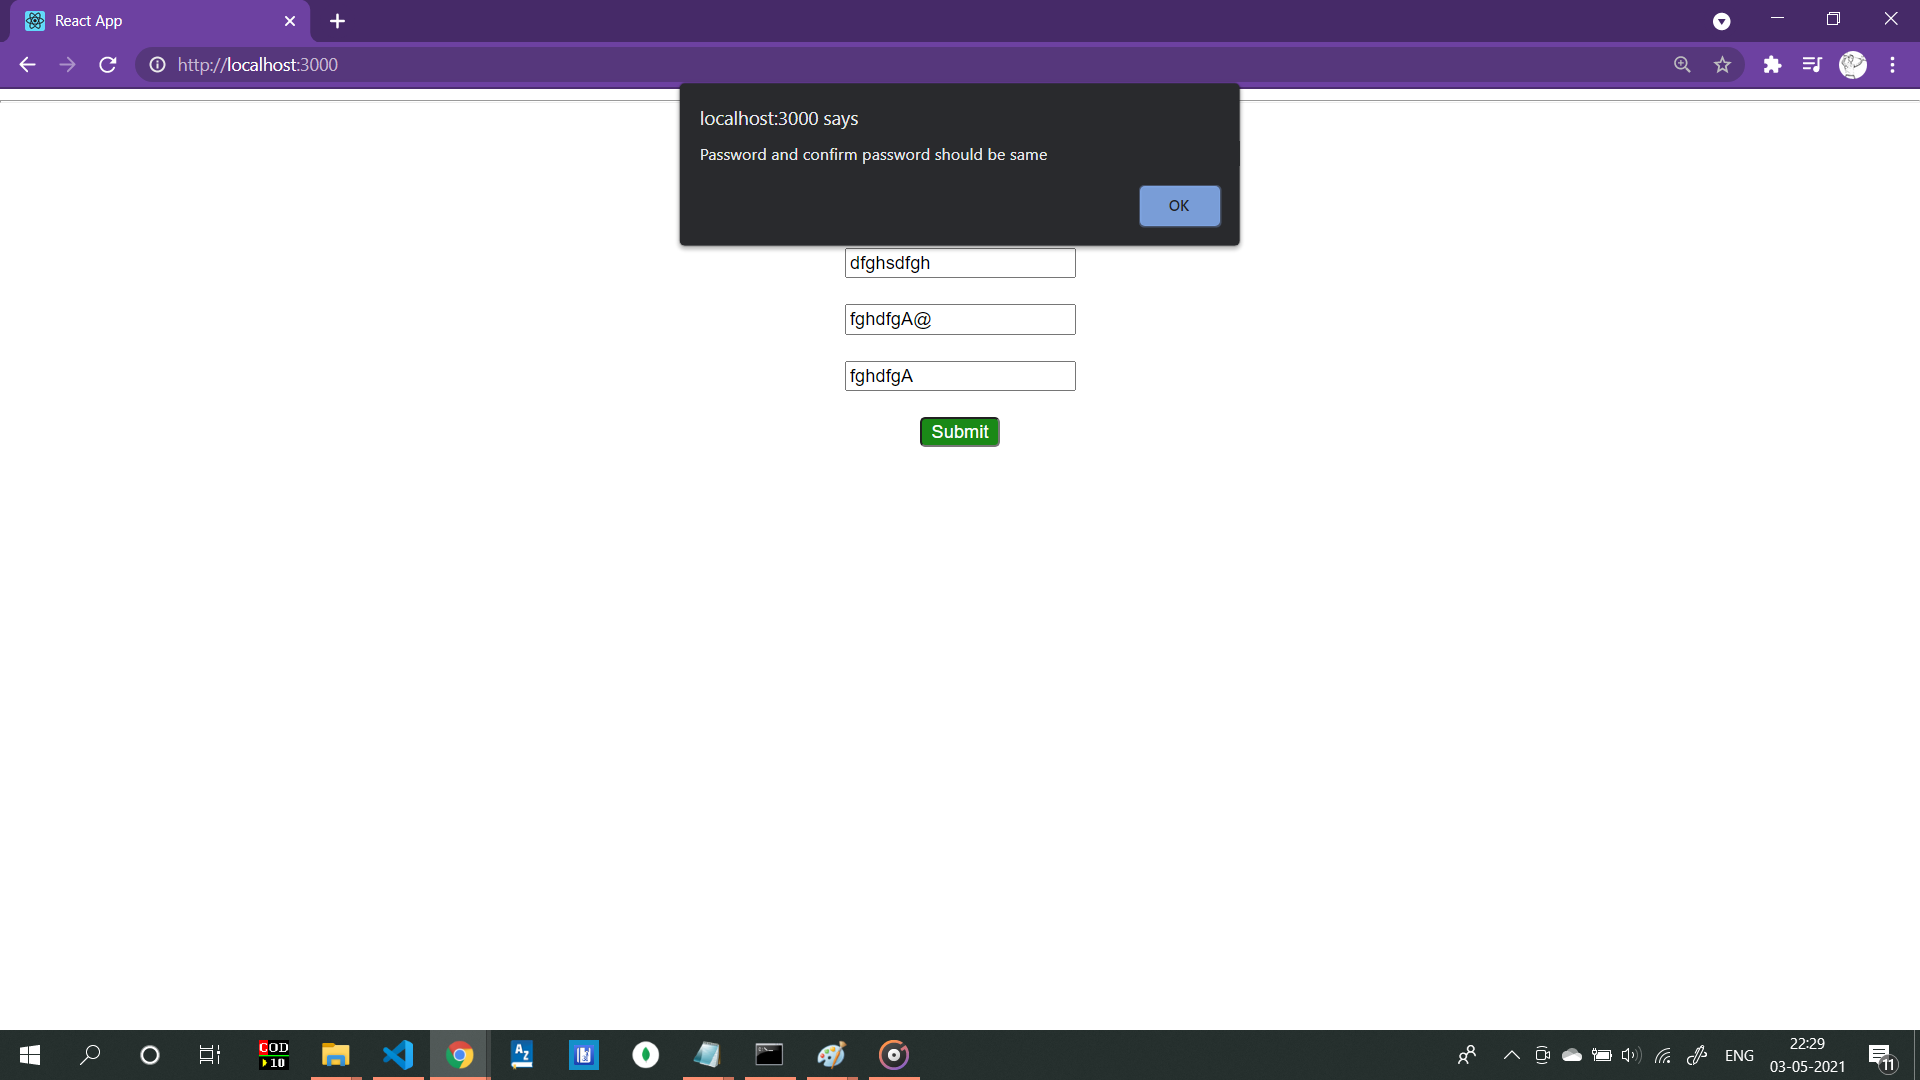 React App
http://localhost:3000
localhost:3000 says
Password and confirm password should be same
OK
dfghsdfgh
fghdfgA@
fghdfgA
Submit
COD
10
A Z
ENG
22:29
03-05-2021
11